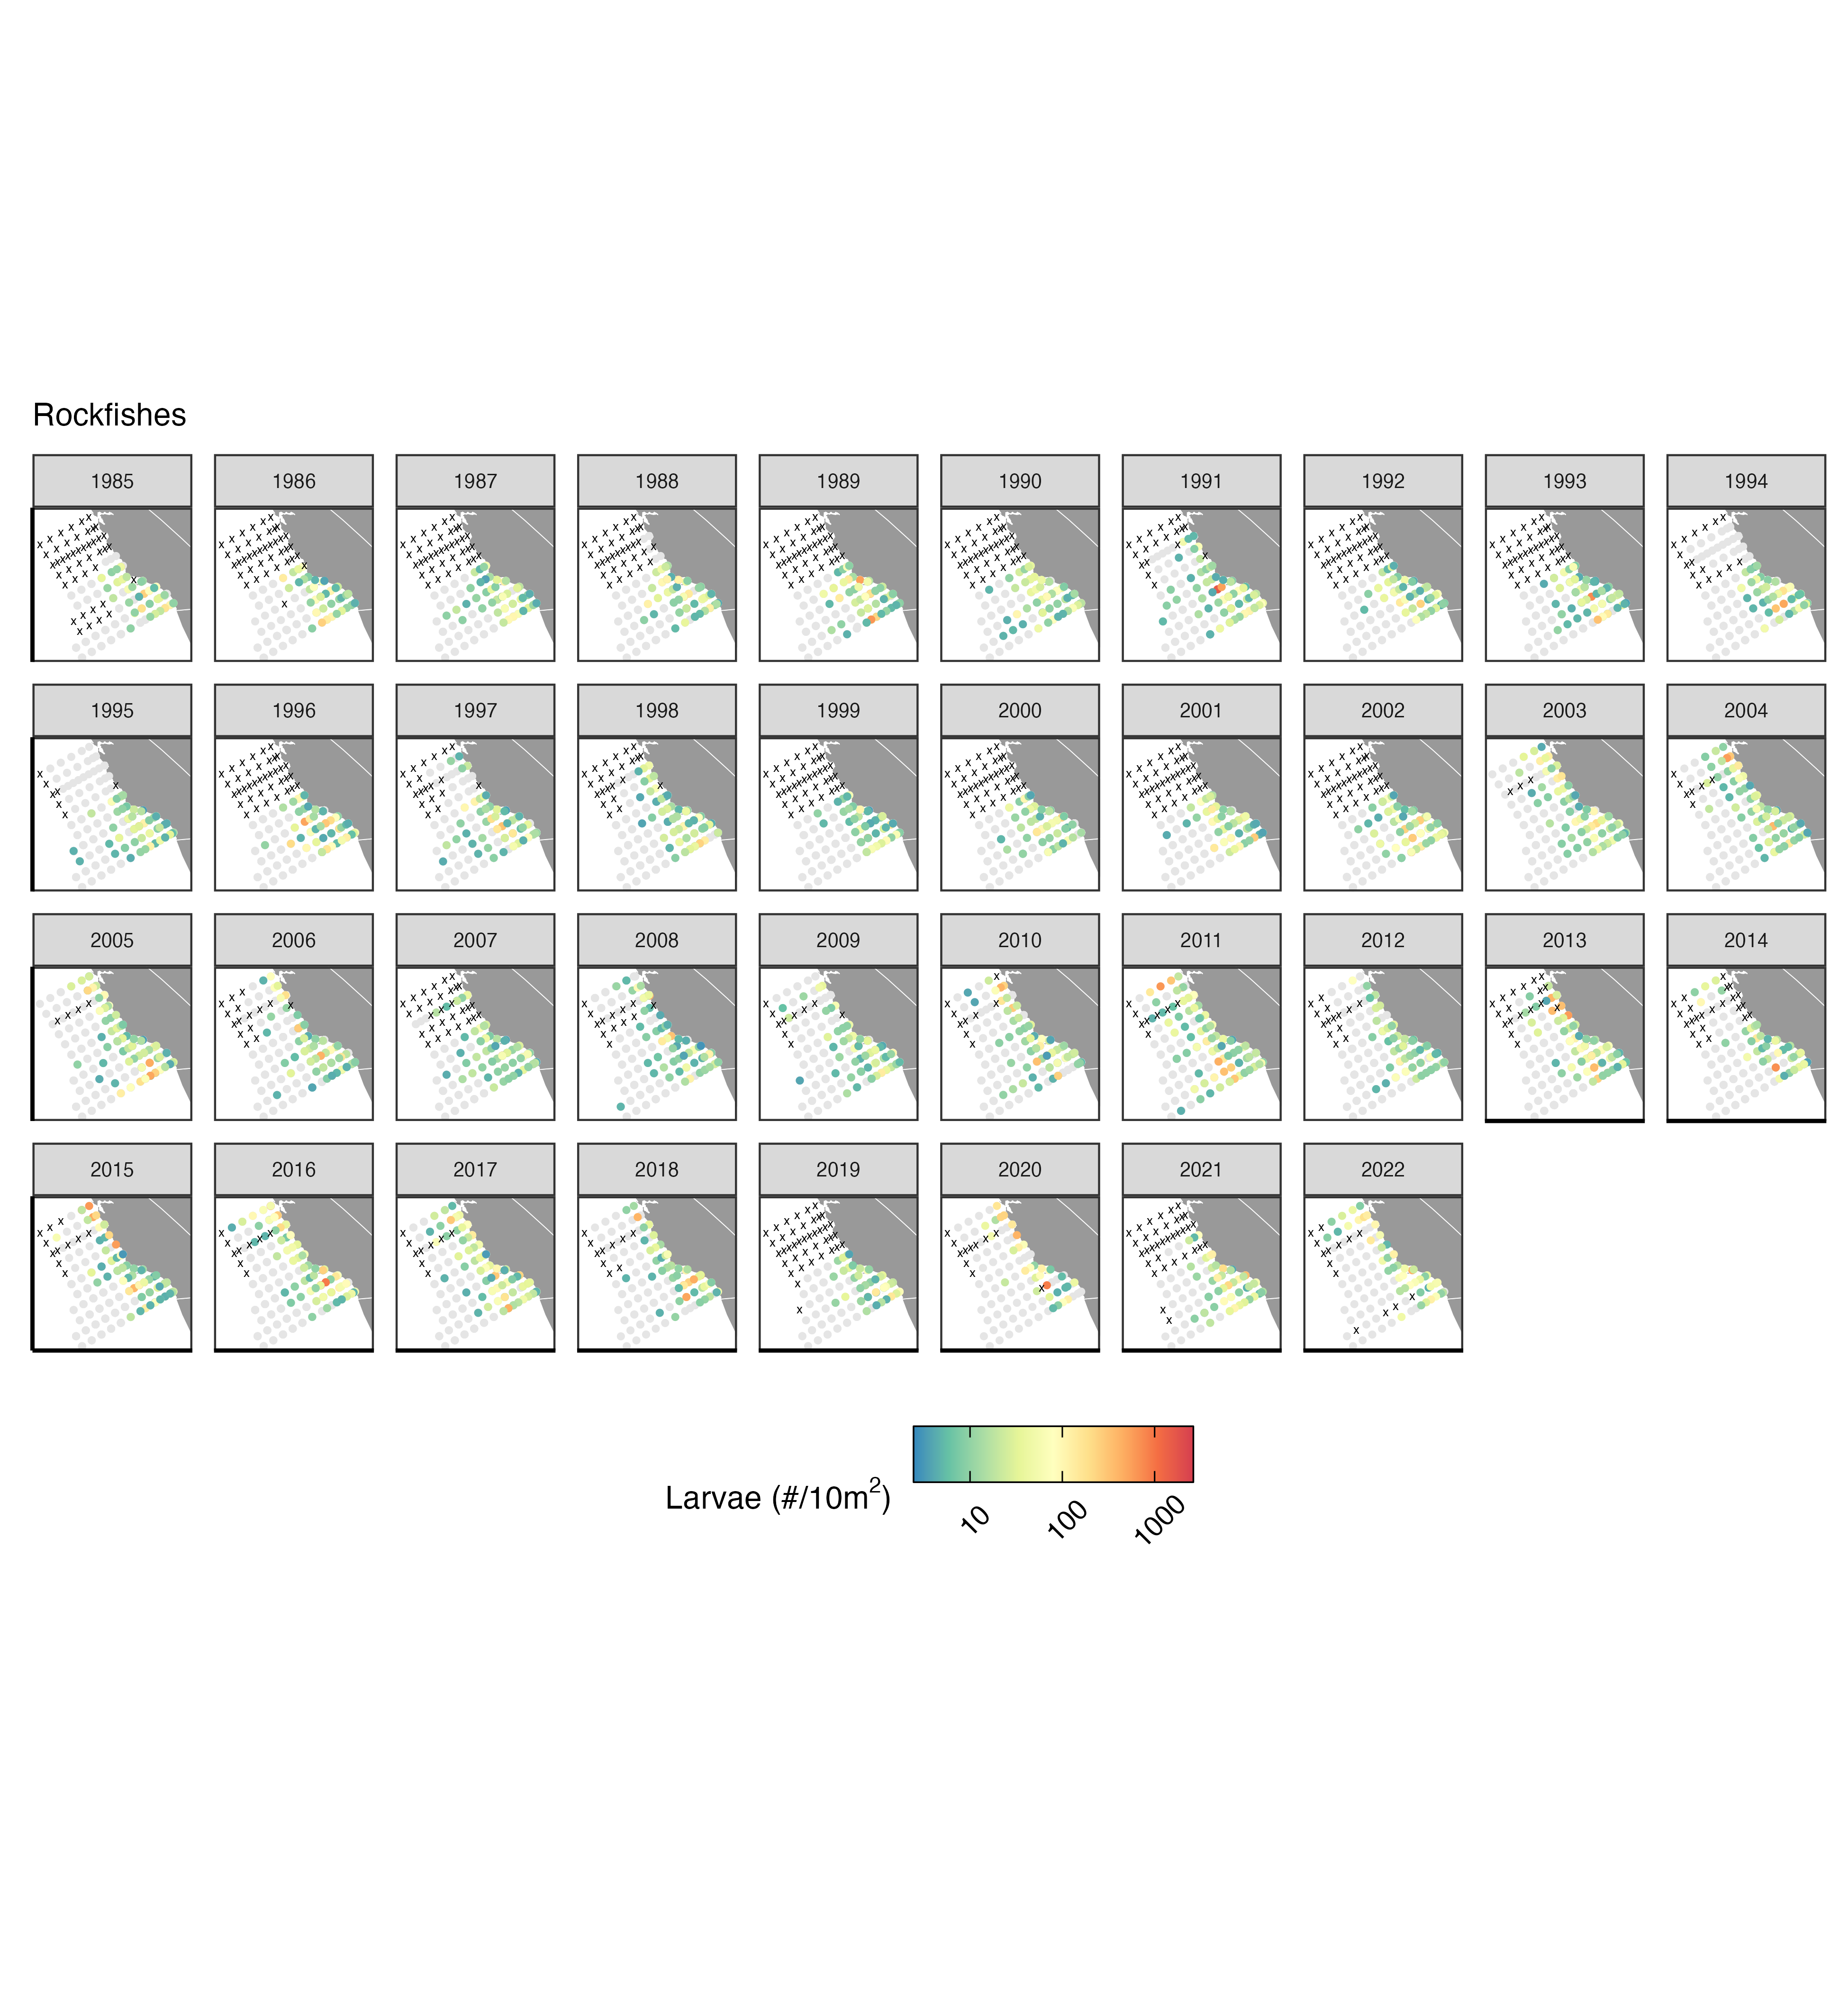 Rockfishes
1985 1986 1987 1988 1989 1990 1991 1992 1993 1994
1995 1996 1997 1998 1999 2000 2001 2002 2003 2004
2005 2006 2007 2008 2009 2010 2011 2012 2013 2014
2015 2016 2017 2018 2019 2020 2021 2022
Larvae (#/10m²)
10 100 1000